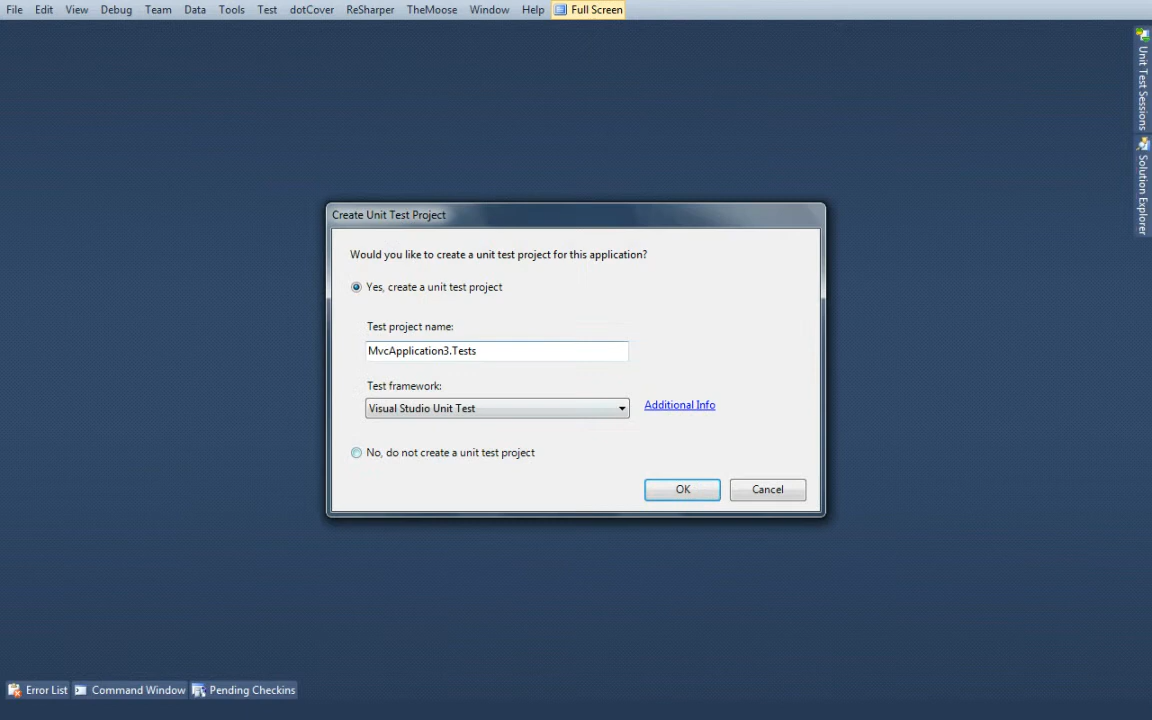 File Edit View Debug Team Data Tools Test dotCover ReSharper TheMoose Window Help Full Screen
Unit Test Sessions
Solution Explorer
Create Unit Test Project
Would you like to create a unit test project for this application?
Yes, create a unit test project
Test project name:
MvcApplication3.Tests
Test framework:
Visual Studio Unit Test
Additional Info
No, do not create a unit test project
OK Cancel
Error List Command Window Pending Checkins